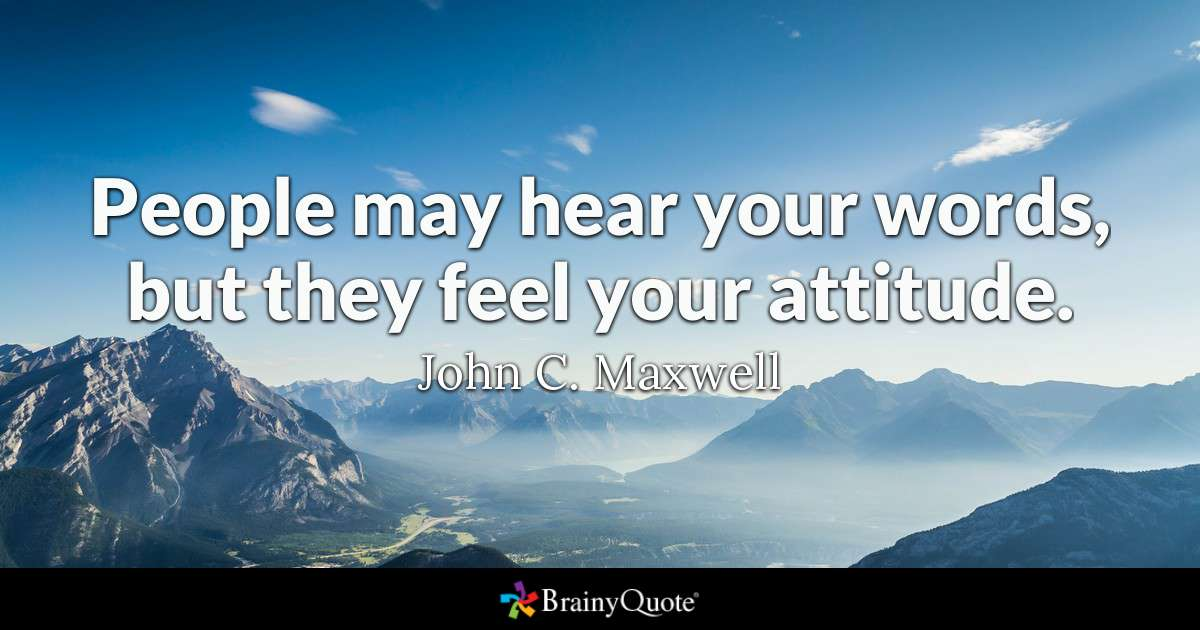 People may hear your words,
but they feel your attitude.
John C. Maxwell
BrainyQuote®